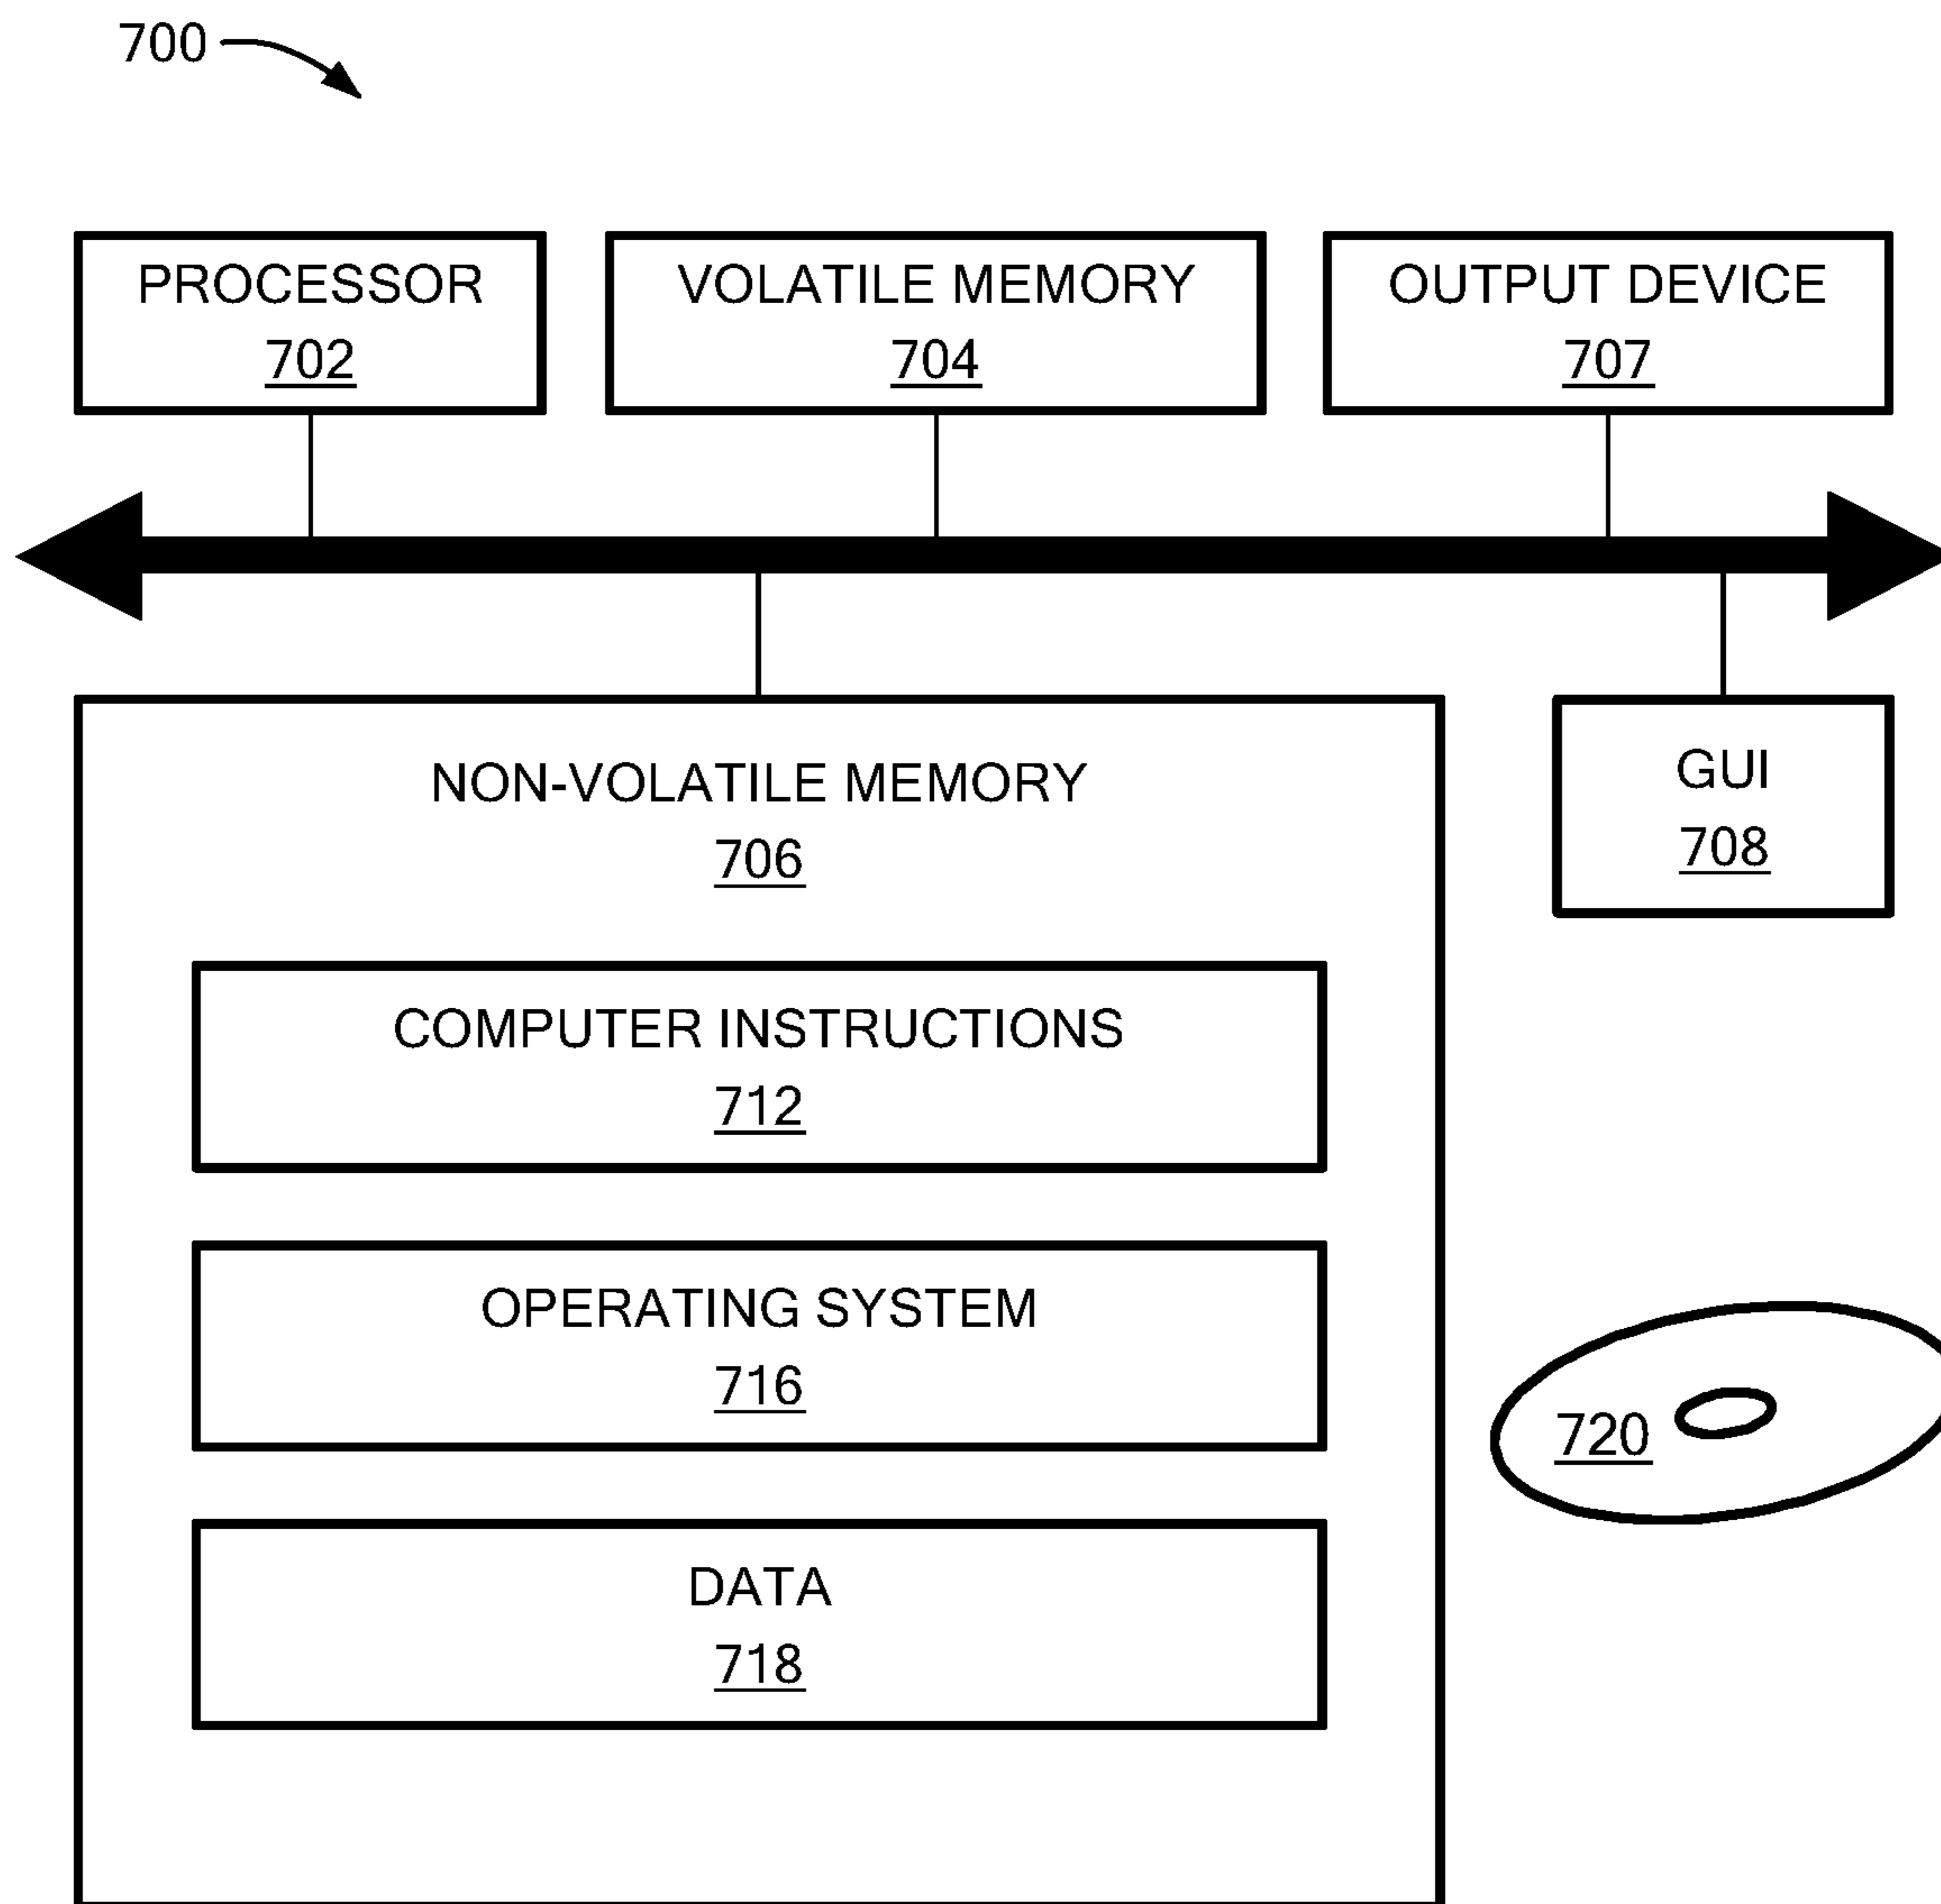 700
PROCESSOR
702
VOLATILE MEMORY
704
OUTPUT DEVICE
707
NON-VOLATILE MEMORY
706
GUI
708
COMPUTER INSTRUCTIONS
712
OPERATING SYSTEM
716
720
DATA
718